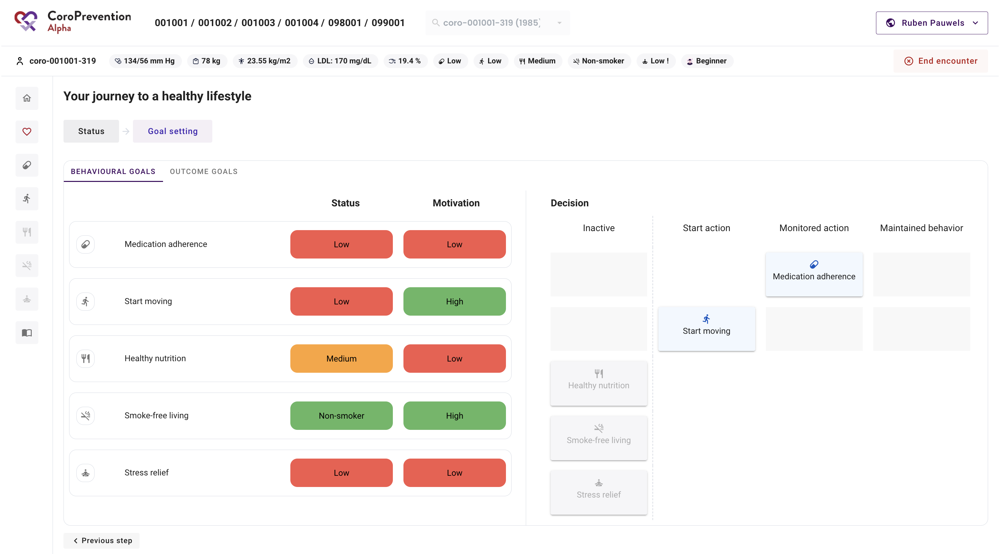 CoroPrevention
Alpha
001001 / 001002 / 001003 / 001004 / 098001 / 099001
coro-001001-319 (1985)
Ruben Pauwels
coro-001001-319
134/56 mm Hg
78 kg
23.55 kg/m2
LDL: 170 mg/dL
19.4 %
Low
Low
Medium
Non-smoker
Low !
Beginner
End encounter
Your journey to a healthy lifestyle
Status
Goal setting
BEHAVIOURAL GOALS
OUTCOME GOALS
Status
Motivation
Medication adherence
Low
Low
Start moving
Low
High
Healthy nutrition
Medium
Low
Smoke-free living
Non-smoker
High
Stress relief
Low
Low
Decision
Inactive
Start action
Monitored action
Maintained behavior
Medication adherence
Start moving
Healthy nutrition
Smoke-free living
Stress relief
Previous step